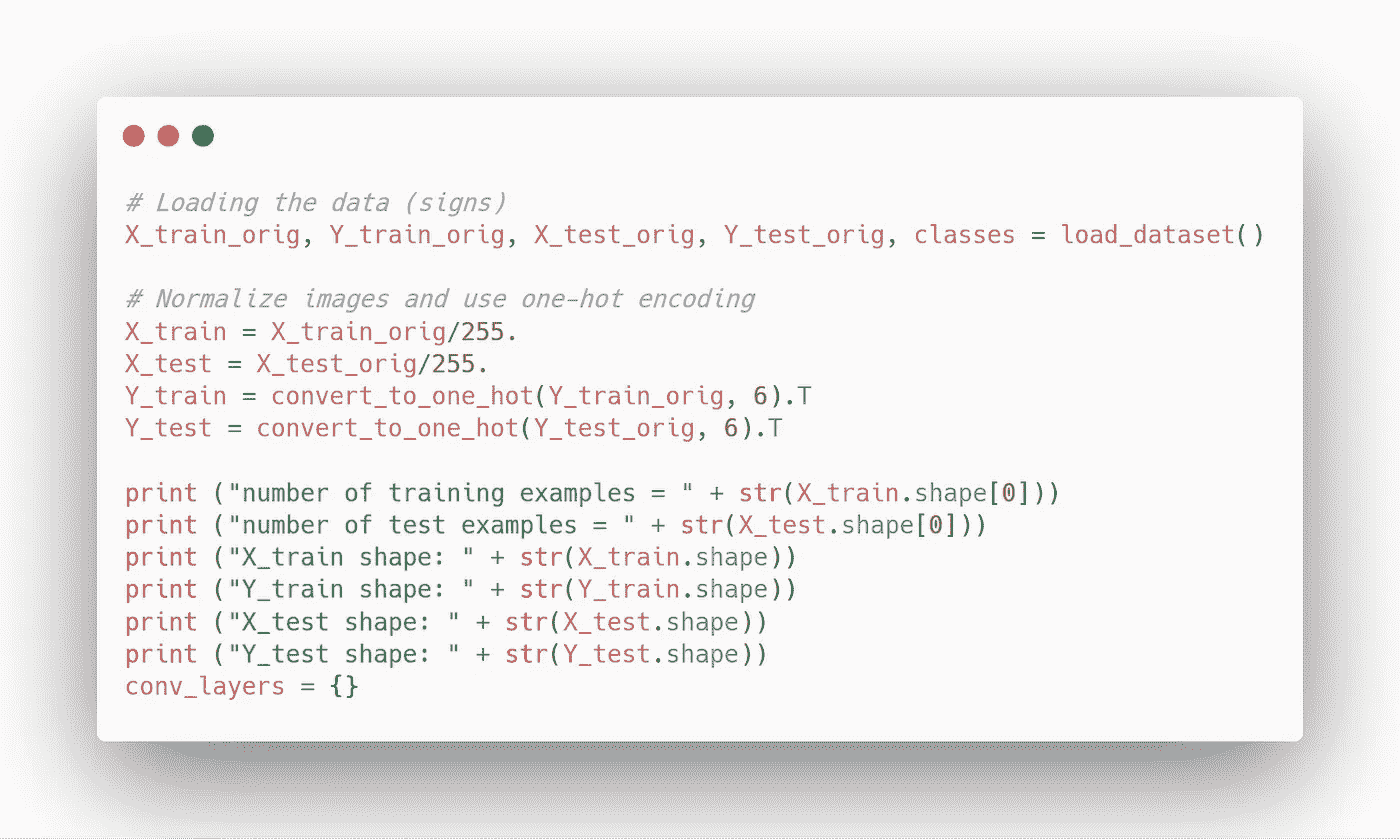 # Loading the data (signs)
X_train_orig, Y_train_orig, X_test_orig, Y_test_orig, classes = load_dataset()
# Normalize images and use one-hot encoding
X_train = X_train_orig/255.
X_test = X_test_orig/255.
Y_train = convert_to_one_hot(Y_train_orig, 6).T
Y_test = convert_to_one_hot(Y_test_orig, 6).T
print ("number of training examples = " + str(X_train.shape[0]))
print ("number of test examples = " + str(X_test.shape[0]))
print ("X_train shape: " + str(X_train.shape))
print ("Y_train shape: " + str(Y_train.shape))
print ("X_test shape: " + str(X_test.shape))
print ("Y_test shape: " + str(Y_test.shape))
conv_layers = {}